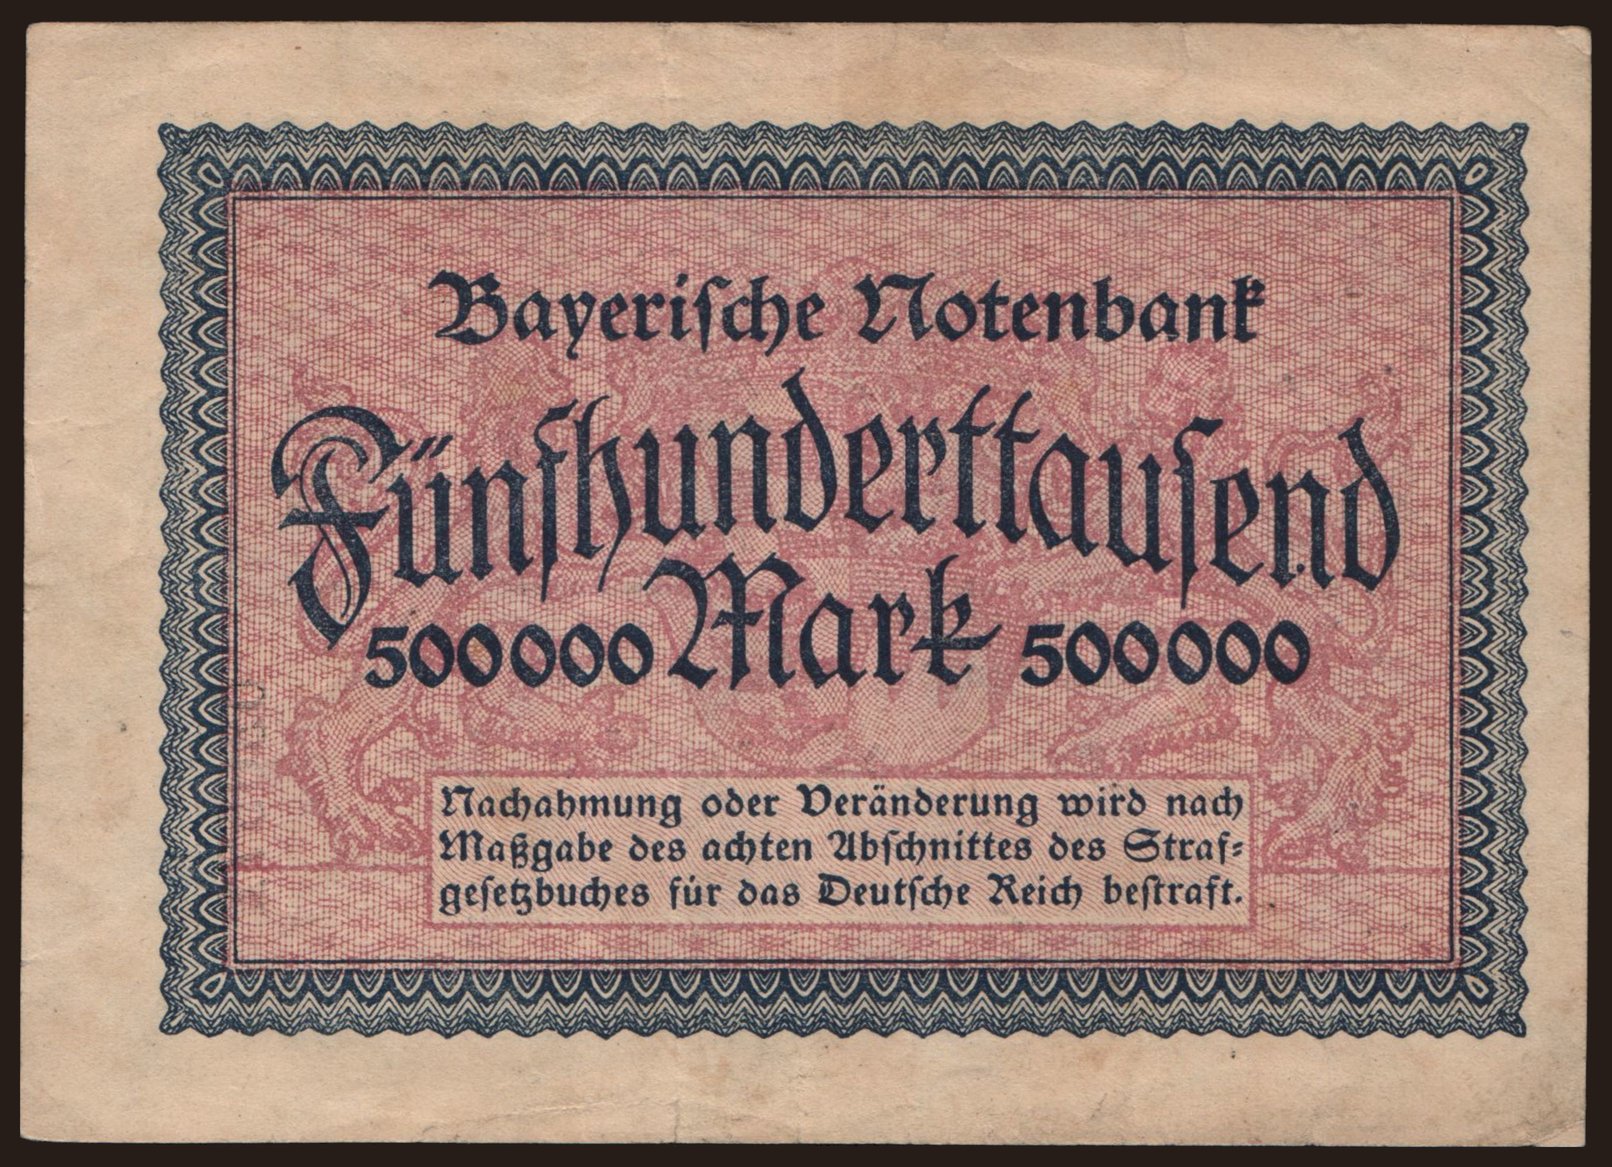 Bayerische Notenbank
Fünfhunderttausend
500000 Mark 500000
Nachahmung oder Veränderung wird nach
Maßgabe des achten Abschnittes des Straf=
gesetzbuches für das Deutsche Reich bestraft.